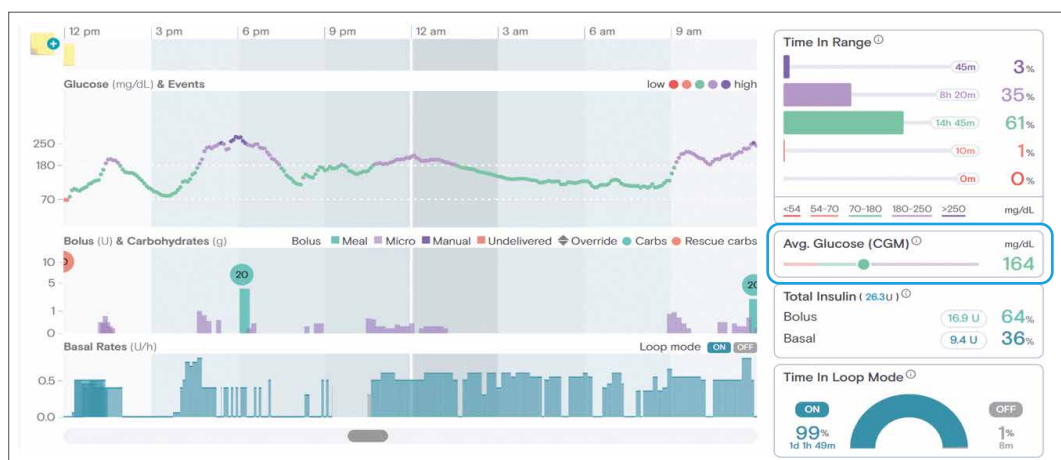 12 pm 3 pm 6 pm 9 pm 12 am 3 am 6 am 9 am
Glucose (mg/dL) & Events low high
250
180
70
Bolus (U) & Carbohydrates (g) Bolus Meal Micro Manual Undelivered Override Carbs Rescue carbs
10
5
20
1
0
Basal Rates (U/h) Loop mode ON OFF
0.5
0.0
Time In Range
45m 3%
8h 20m 35%
14h 45m 61%
10m 1%
0m 0%
<54 54-70 70-180 180-250 >250 mg/dL
Avg. Glucose (CGM) mg/dL
164
Total Insulin ( 26.3U )
Bolus 16.9 U 64%
Basal 9.4 U 36%
Time In Loop Mode
ON OFF
99% 1%
1d 1h 49m 8m